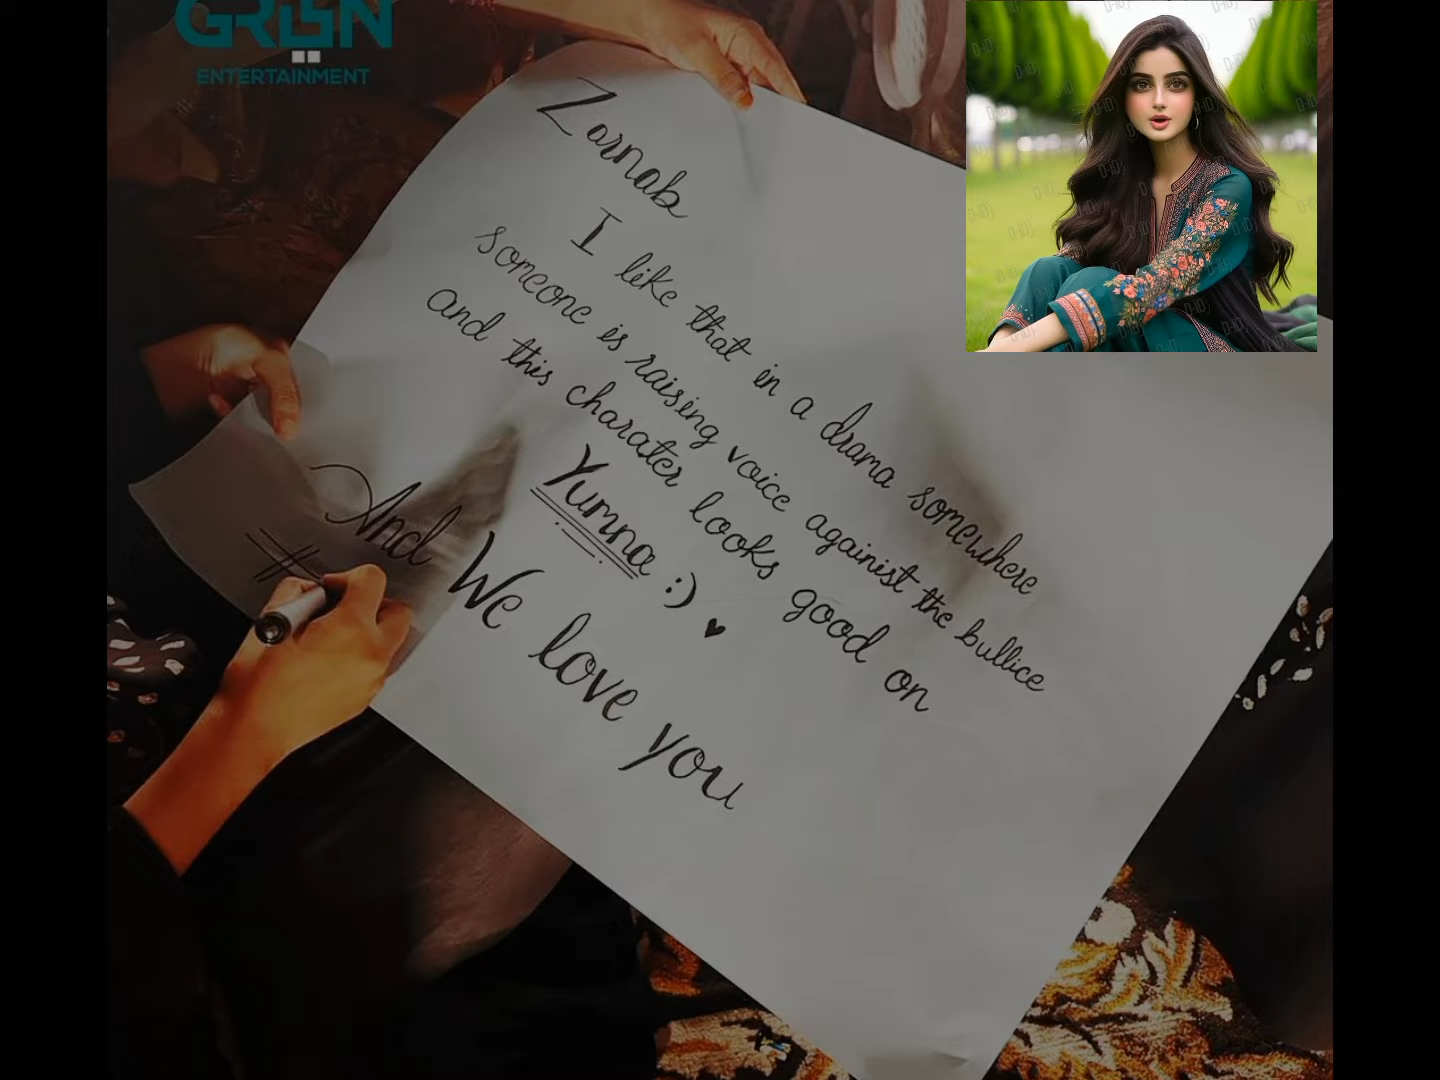 GREEN
ENTERTAINMENT
Zarnab
I like that in a drama somewhere
someone is raising voice againist the bullice
and this charater looks good on
Yumna :) ♥
And We love you